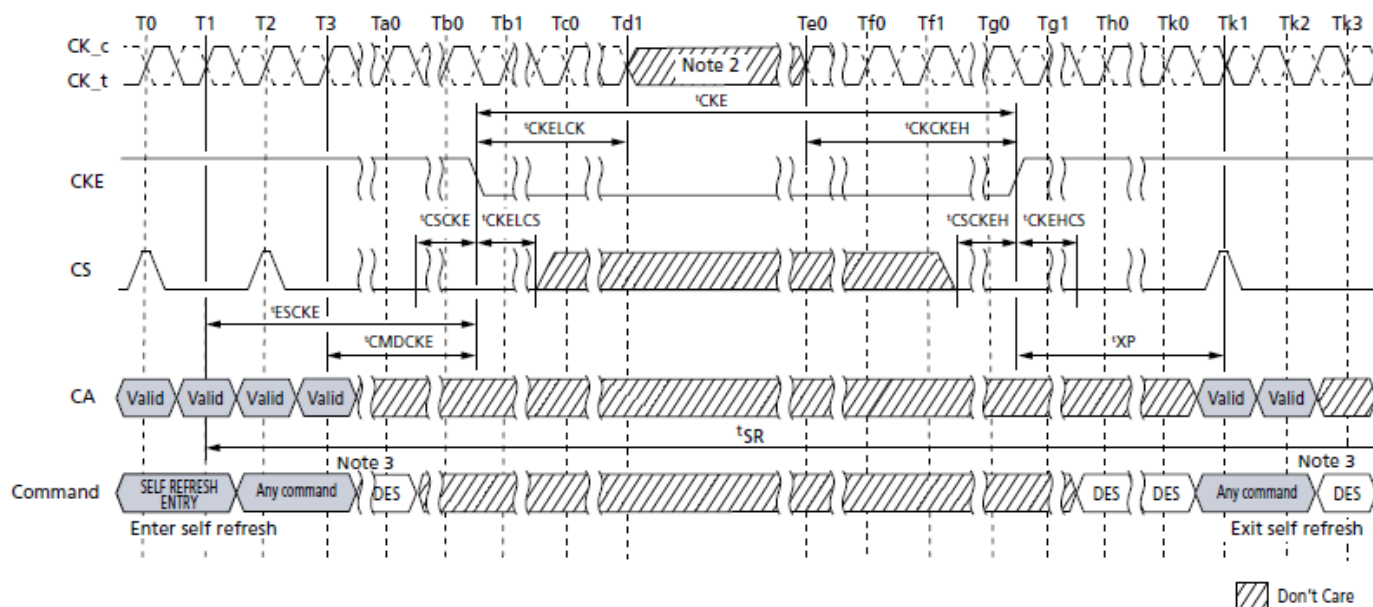 T0 T1 T2 T3 Ta0 Tb0 Tb1 Tc0 Td1 Te0 Tf0 Tf1 Tg0 Tg1 Th0 Tk0 Tk1 Tk2 Tk3
CK_c
CK_t
Note 2
tCKE
tCKELCK tCKCKEH
CKE
tCSCKE tCKELCS tCSCKEH tCKEHCS
CS
tESCKE
tCMDCKE tXP
CA Valid Valid Valid Valid Valid Valid
tSR
Note 3 Note 3
Command SELF REFRESH ENTRY Any command DES DES DES Any command DES
Enter self refresh Exit self refresh
Don't Care